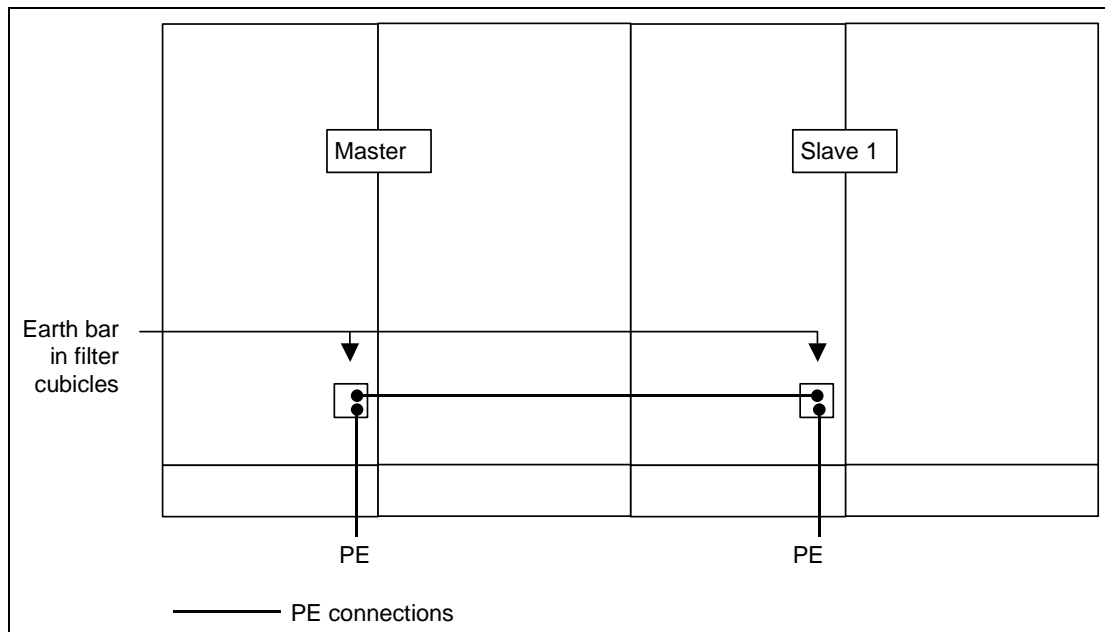 Master
Slave 1
Earth bar
in filter
cubicles
PE
PE
PE connections